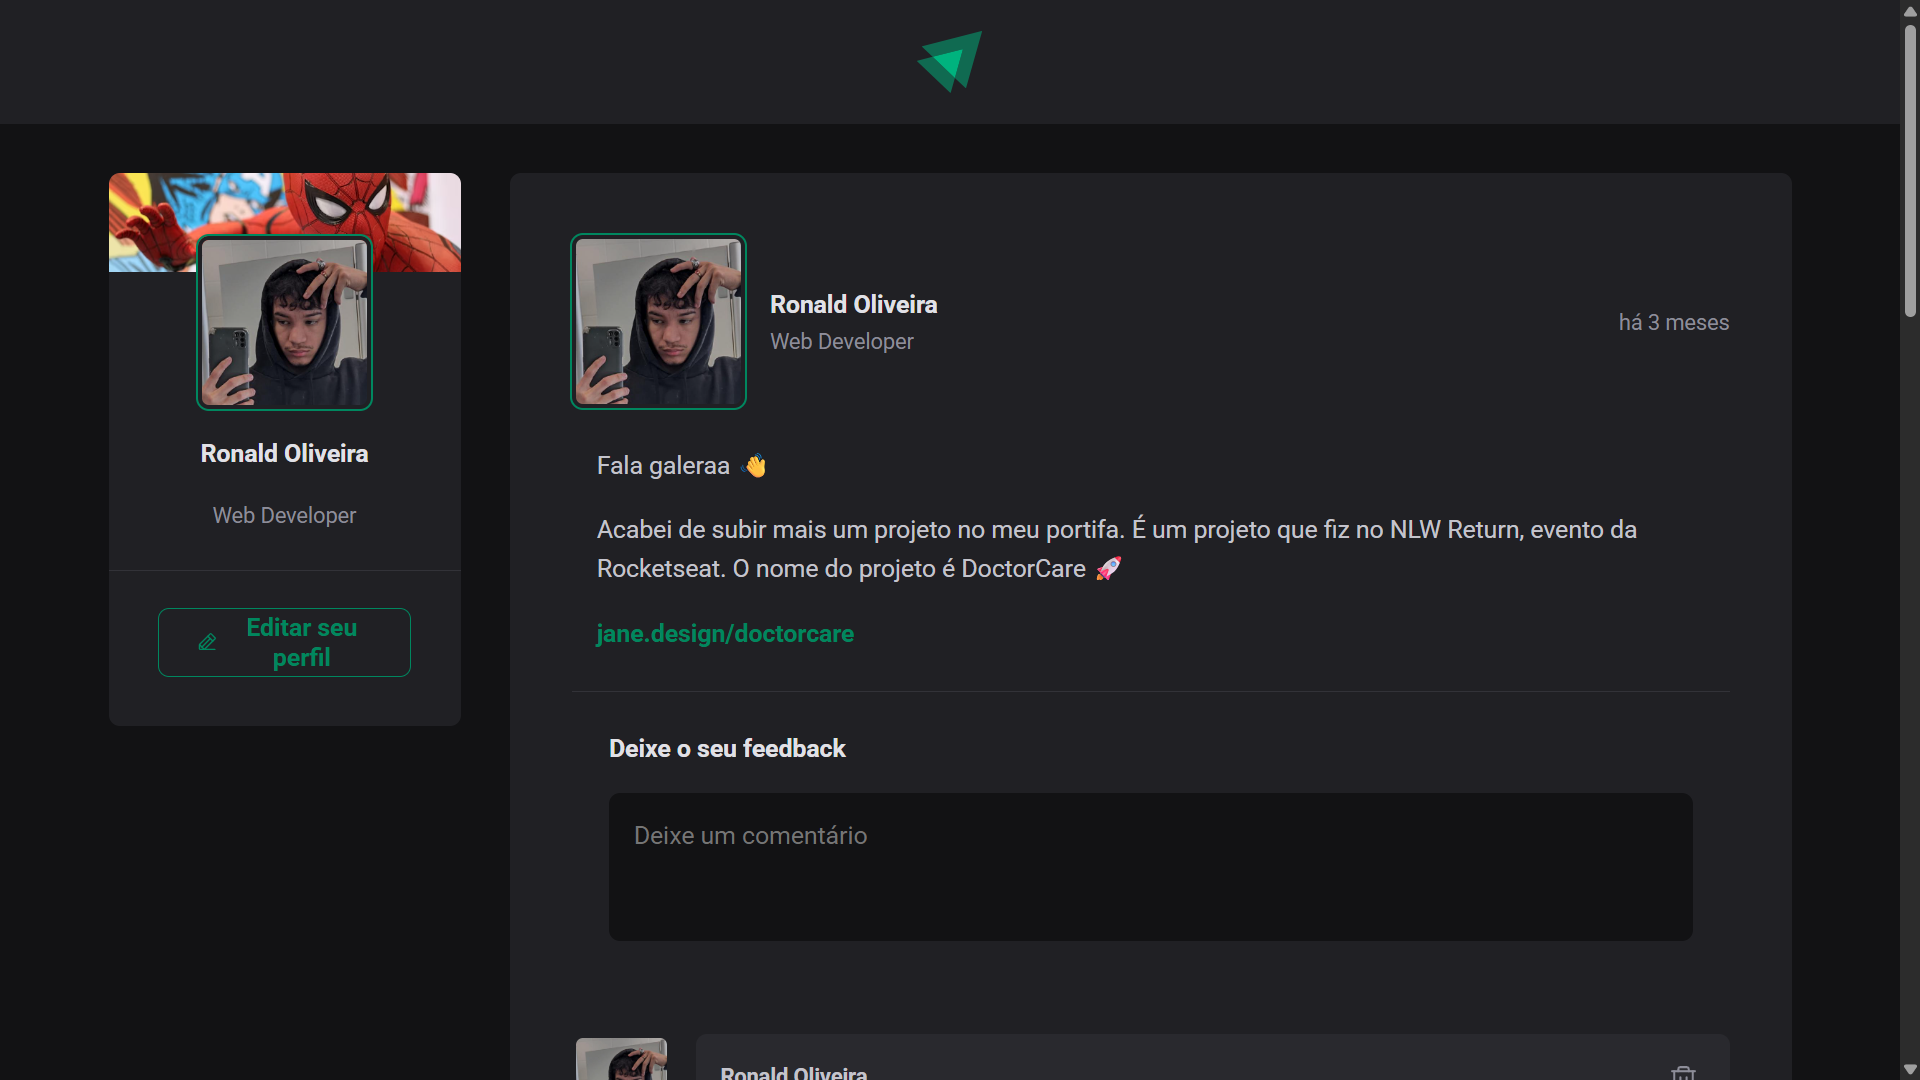 Ronald Oliveira
Web Developer
Editar seu
perfil
Ronald Oliveira
Web Developer
há 3 meses
Fala galeraa 👋
Acabei de subir mais um projeto no meu portifa. É um projeto que fiz no NLW Return, evento da
Rocketseat. O nome do projeto é DoctorCare 🚀
jane.design/doctorcare
Deixe o seu feedback
Deixe um comentário
Ronald Oliveira